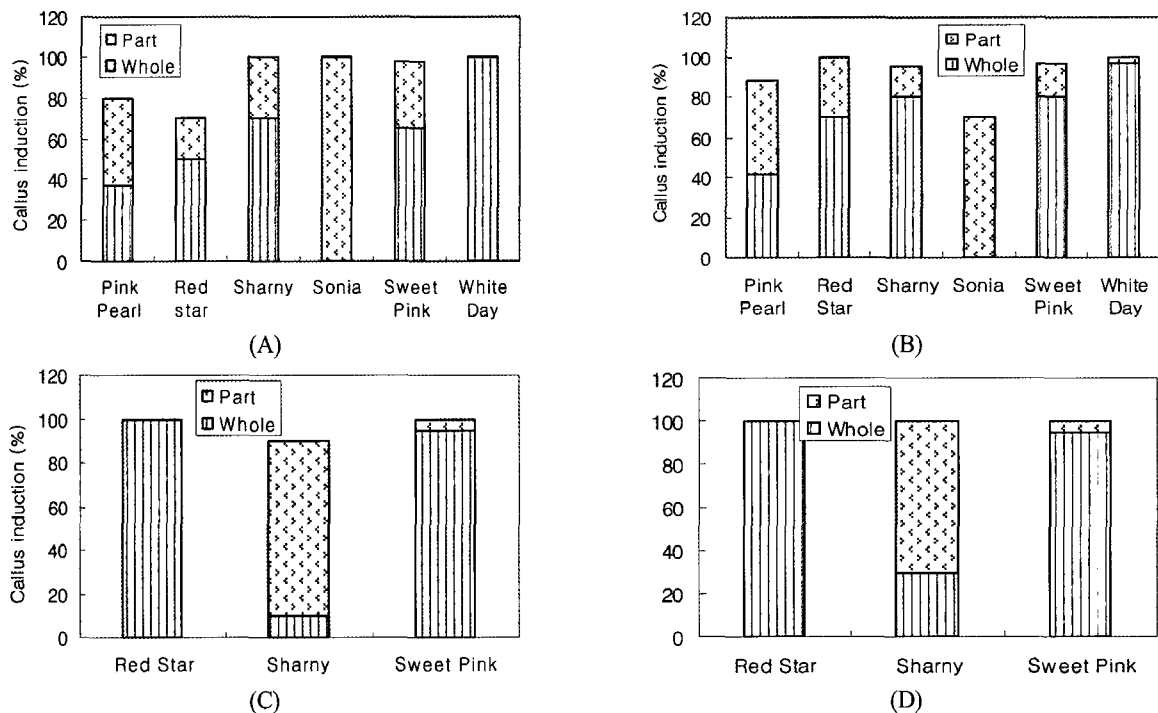 Callus induction (%)
120
100
80
60
40
20
0
Part
Whole
Pink Pearl
Red star
Sharny
Sonia
Sweet Pink
White Day
(A)
Callus induction (%)
120
100
80
60
40
20
0
Part
Whole
Pink Pearl
Red Star
Sharny
Sonia
Sweet Pink
White Day
(B)
Callus induction (%)
120
100
80
60
40
20
0
Part
Whole
Red Star
Sharny
Sweet Pink
(C)
120
100
80
60
40
20
0
Part
Whole
Red Star
Sharny
Sweet Pink
(D)